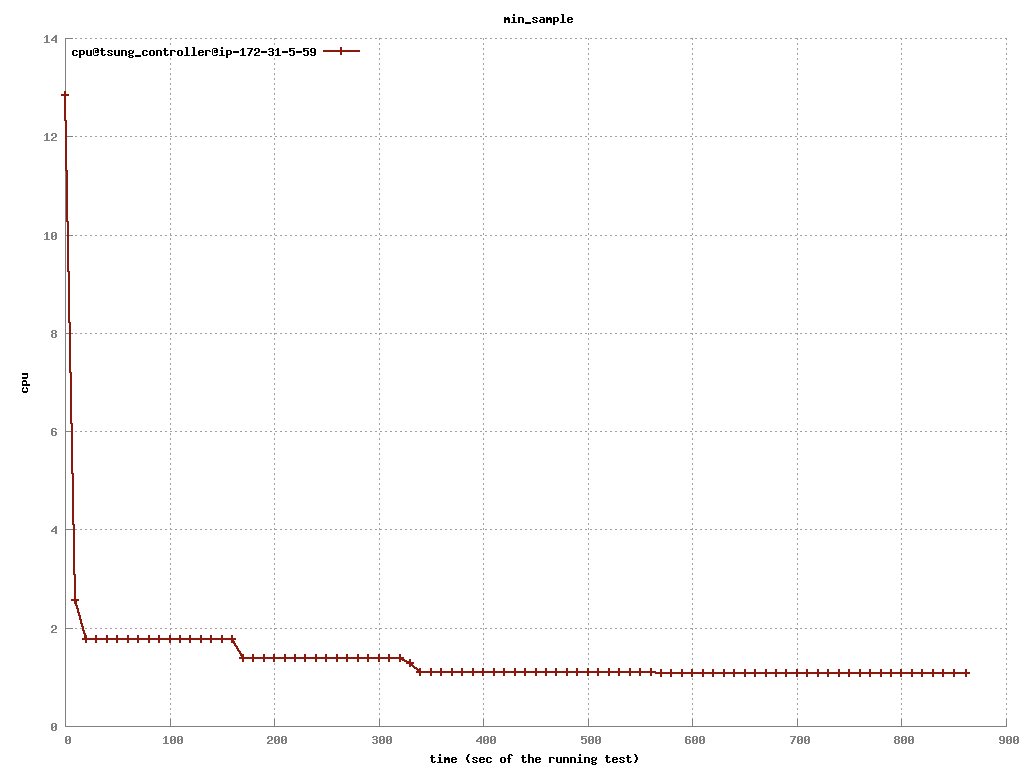 min_sample
14
cpu@tsung_controller@ip-172-31-5-59
12
10
8
cpu
6
4
2
0
0 100 200 300 400 500 600 700 800 900
time (sec of the running test)